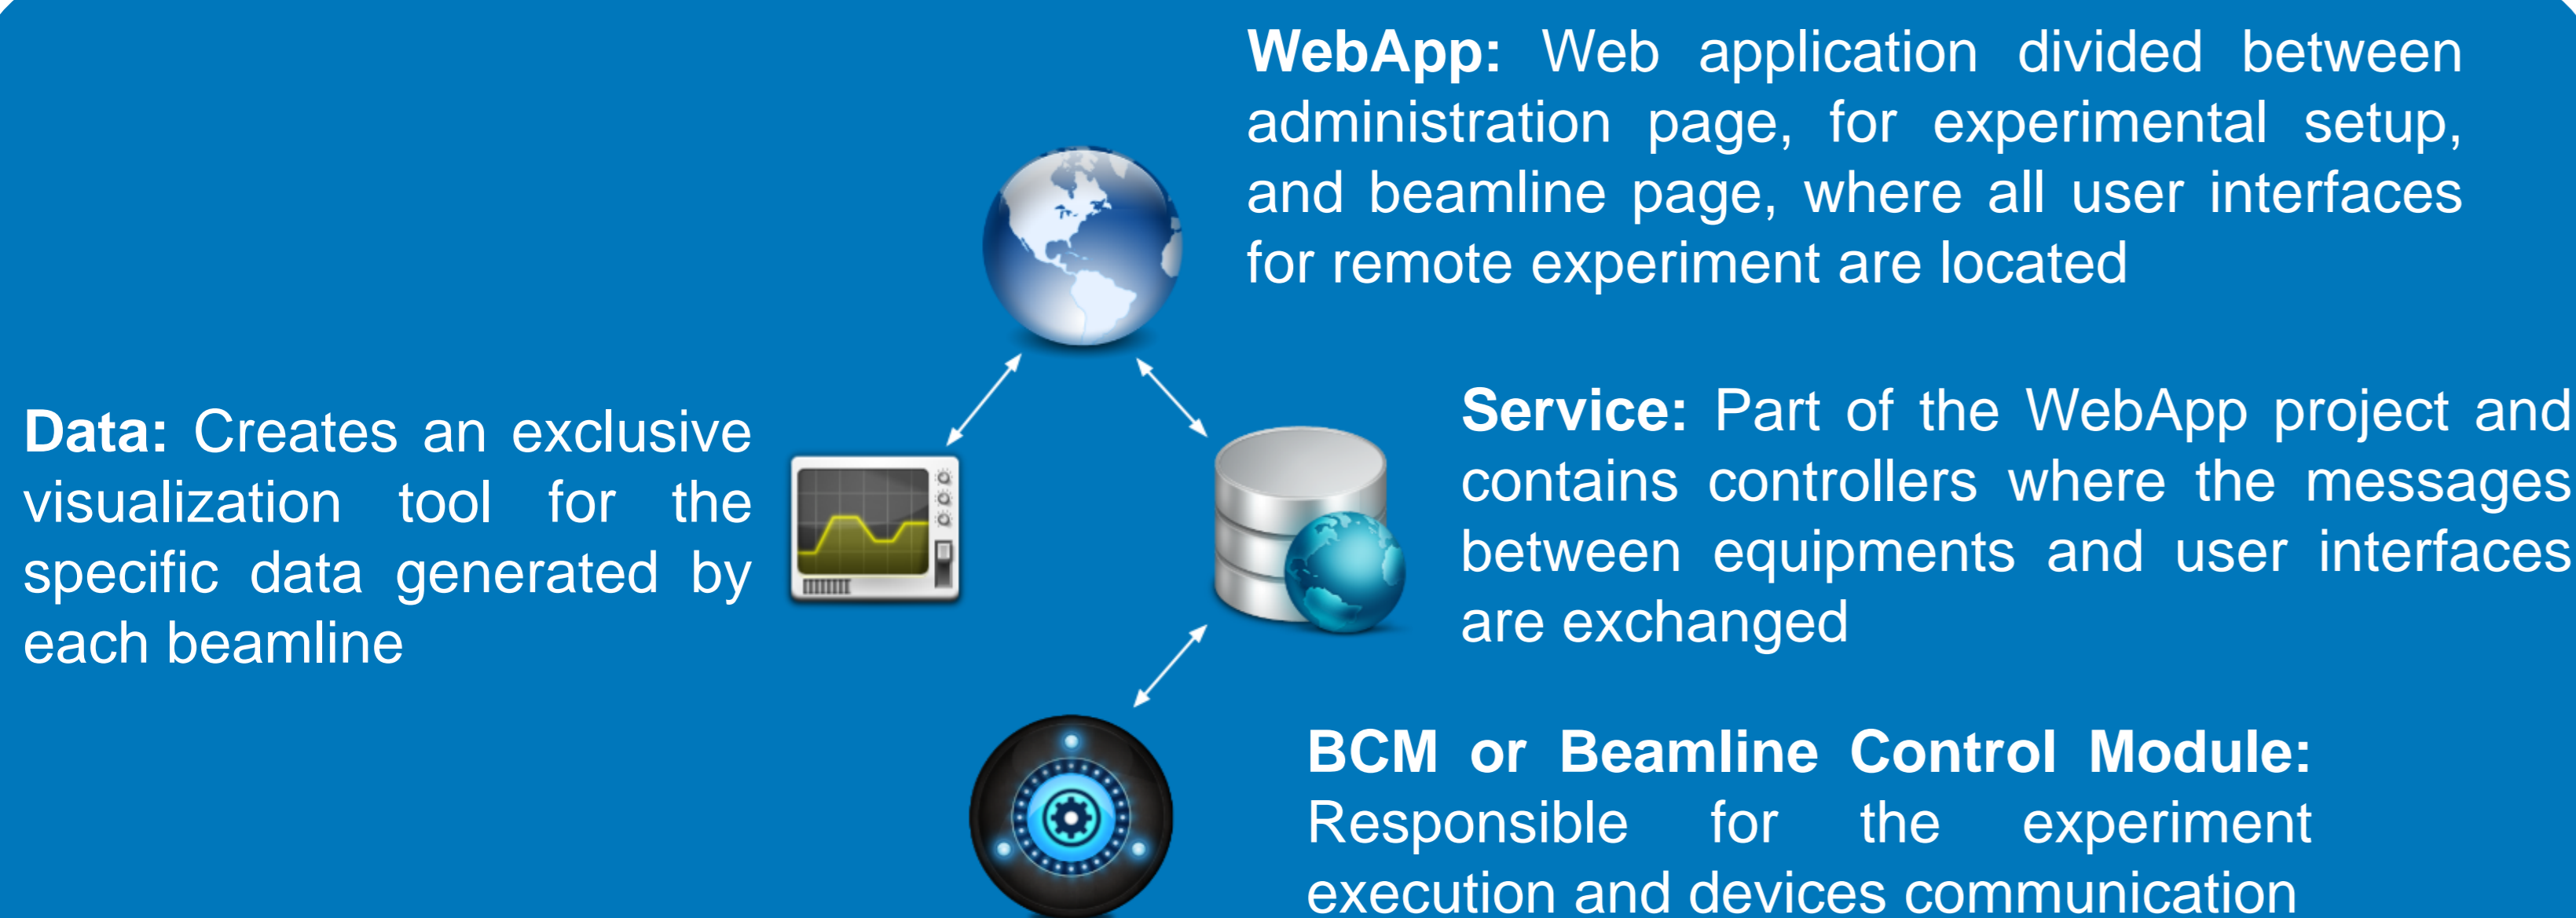 WebApp: Web application divided between
administration page, for experimental setup,
and beamline page, where all user interfaces
for remote experiment are located
Data: Creates an exclusive
visualization tool for the
specific data generated by
each beamline
Service: Part of the WebApp project and
contains controllers where the messages
between equipments and user interfaces
are exchanged
BCM or Beamline Control Module:
Responsible for the experiment
execution and devices communication